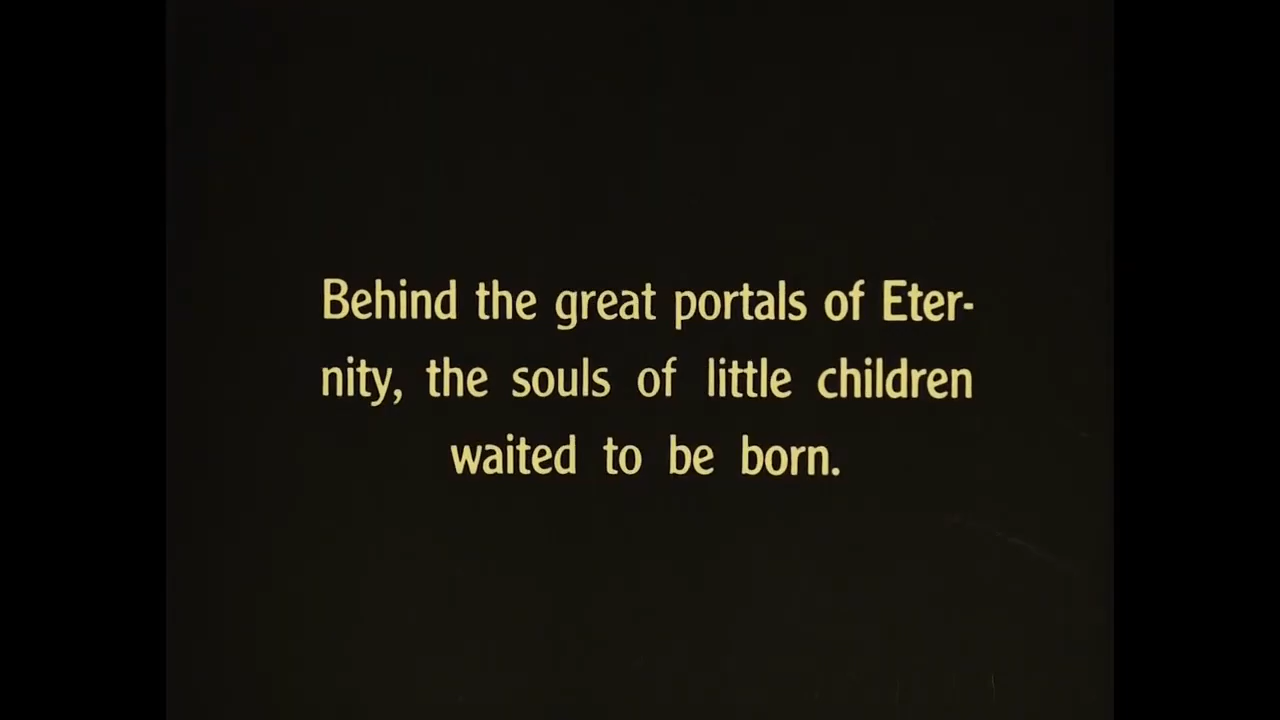 Behind the great portals of Eter-
nity, the souls of little children
waited to be born.